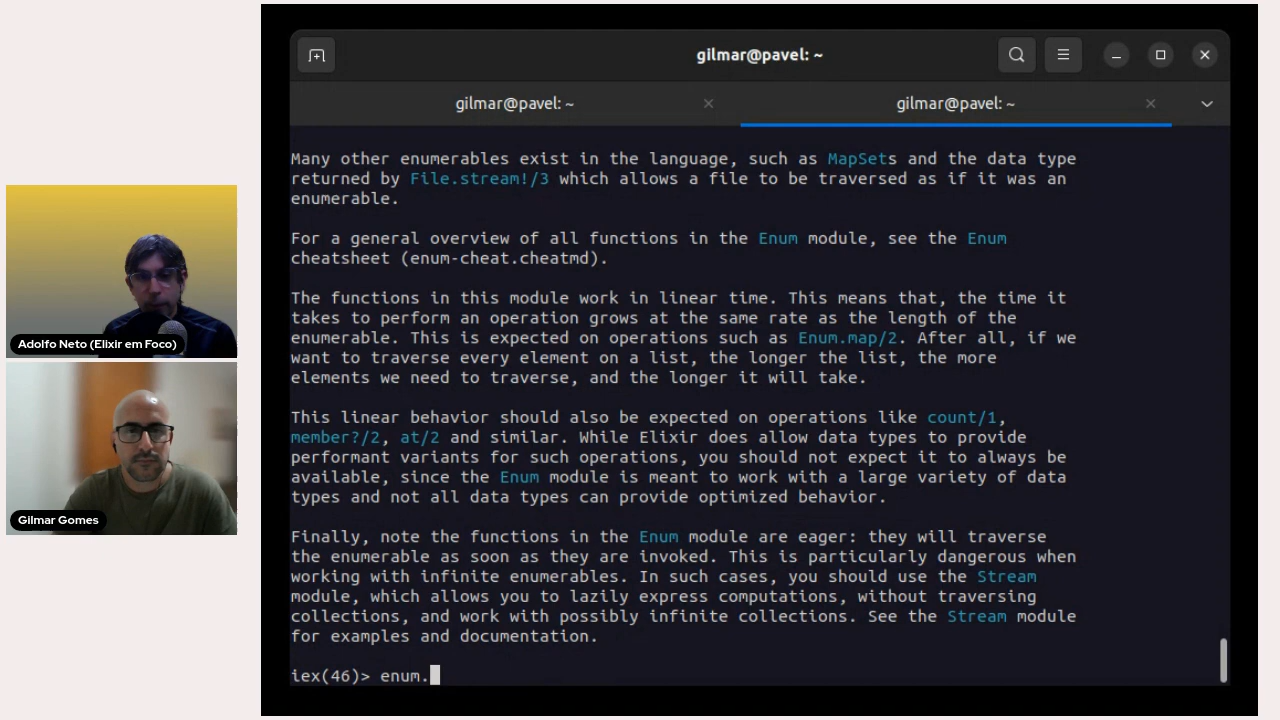 gilmar@pavel: ~
gilmar@pavel: ~
gilmar@pavel: ~
Many other enumerables exist in the language, such as MapSets and the data type
returned by File.stream!/3 which allows a file to be traversed as if it was an
enumerable.
For a general overview of all functions in the Enum module, see the Enum
cheatsheet (enum-cheat.cheatmd).
The functions in this module work in linear time. This means that, the time it
takes to perform an operation grows at the same rate as the length of the
enumerable. This is expected on operations such as Enum.map/2. After all, if we
want to traverse every element on a list, the longer the list, the more
elements we need to traverse, and the longer it will take.
This linear behavior should also be expected on operations like count/1,
member?/2, at/2 and similar. While Elixir does allow data types to provide
performant variants for such operations, you should not expect it to always be
available, since the Enum module is meant to work with a large variety of data
types and not all data types can provide optimized behavior.
Finally, note the functions in the Enum module are eager: they will traverse
the enumerable as soon as they are invoked. This is particularly dangerous when
working with infinite enumerables. In such cases, you should use the Stream
module, which allows you to lazily express computations, without traversing
collections, and work with possibly infinite collections. See the Stream module
for examples and documentation.
iex(46)> enum.
Adolfo Neto (Elixir em Foco)
Gilmar Gomes